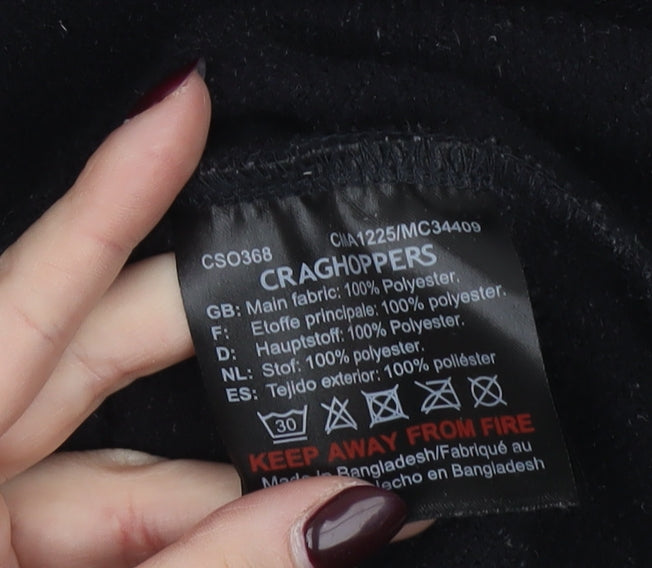 CSO368 CMA1225/MC34409
CRAGHOPPERS
GB: Main fabric: 100% Polyester.
F: Etoffe principale: 100% polyester.
D: Hauptstoff: 100% Polyester.
NL: Stof: 100% polyester.
ES: Tejido exterior: 100% poliéster
30
KEEP AWAY FROM FIRE
Made in Bangladesh/Fabriqué au
Hecho en Bangladesh